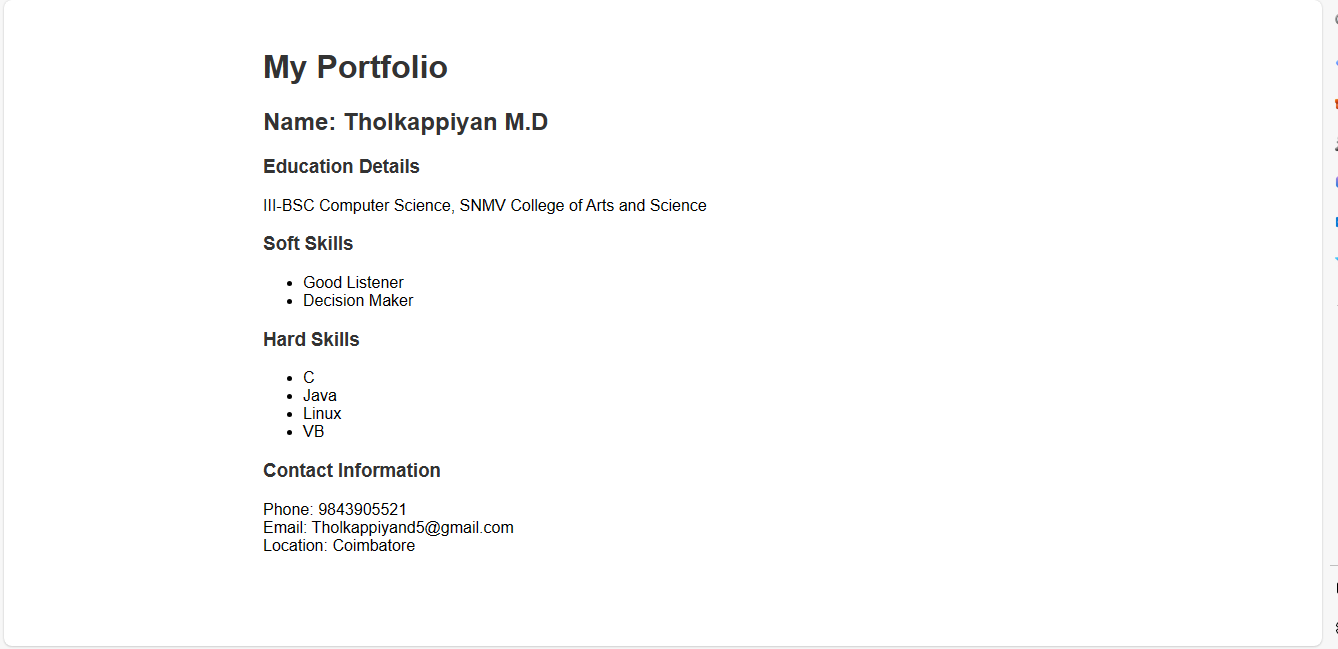 My Portfolio
Name: Tholkappiyan M.D
Education Details
III-BSC Computer Science, SNMV College of Arts and Science
Soft Skills
Good Listener
Decision Maker
Hard Skills
C
Java
Linux
VB
Contact Information
Phone: 9843905521
Email: Tholkappiyand5@gmail.com
Location: Coimbatore